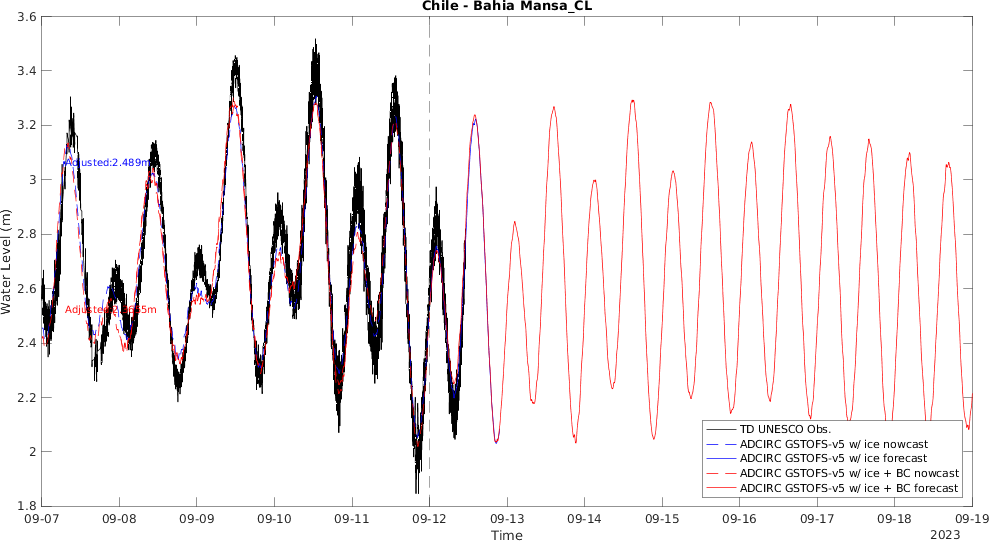 Chile - Bahia Mansa_CL
3.6
3.4
3.2
3
2.8
2.6
2.4
2.2
2
1.8
Water Level (m)
Adjusted:2.489m
TD UNESCO Obs.
ADCIRC GSTOFS-v5 w/ ice nowcast
ADCIRC GSTOFS-v5 w/ ice forecast
ADCIRC GSTOFS-v5 w/ ice + BC nowcast
ADCIRC GSTOFS-v5 w/ ice + BC forecast
09-07
09-08
09-09
09-10
09-11
09-12
09-13
09-14
09-15
09-16
09-17
09-18
09-19
Time
2023